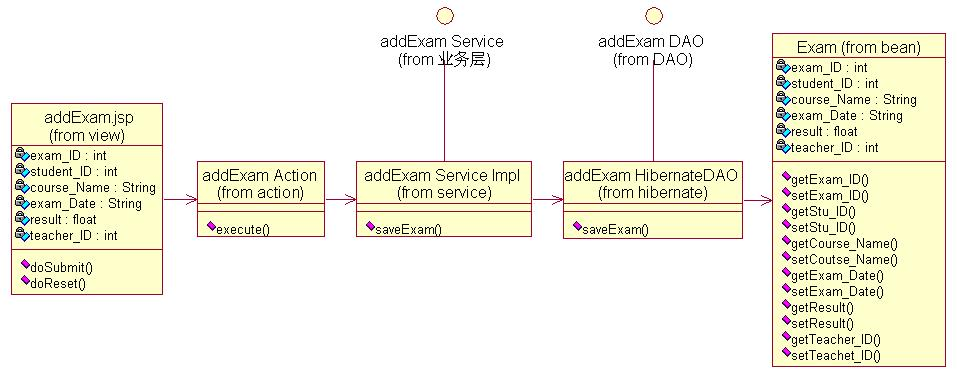 addExam.jsp
(from view)
exam_ID : int
student_ID : int
course_Name : String
exam_Date : String
result : float
teacher_ID : int
doSubmit()
doReset()
addExam Action
(from action)
execute()
addExam Service
(from 业务层)
addExam Service Impl
(from service)
saveExam()
addExam DAO
(from DAO)
addExam HibernateDAO
(from hibernate)
saveExam()
Exam (from bean)
exam_ID : int
student_ID : int
course_Name : String
exam_Date : String
result : float
teacher_ID : int
getExam_ID()
setExam_ID()
getStu_ID()
setStu_ID()
getCourse_Name()
setCoutse_Name()
getExam_Date()
setExam_Date()
getResult()
setResult()
getTeacher_ID()
setTeachet_ID()